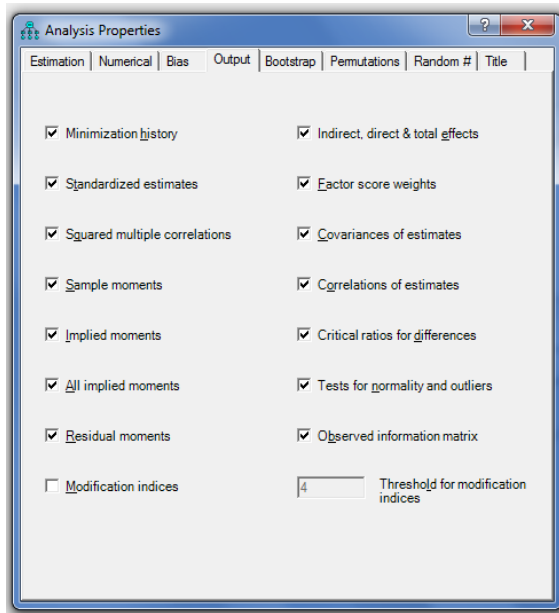 Analysis Properties
?
Estimation Numerical Bias Output Bootstrap Permutations Random # Title
Minimization history
Indirect, direct & total effects
Standardized estimates
Factor score weights
Squared multiple correlations
Covariances of estimates
Sample moments
Correlations of estimates
Implied moments
Critical ratios for differences
All implied moments
Tests for normality and outliers
Residual moments
Observed information matrix
Modification indices
4
Threshold for modification
indices